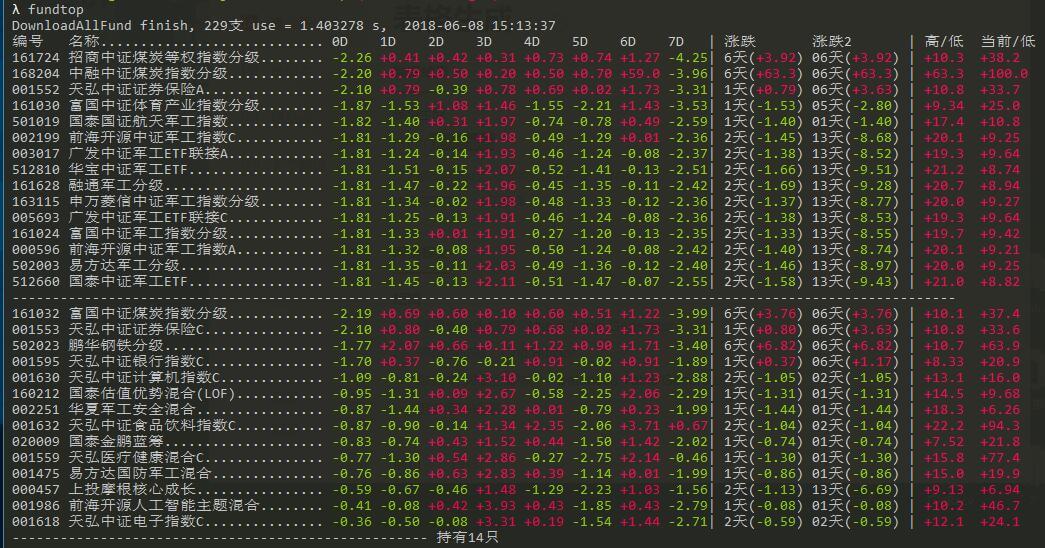 λ fundtop
DownloadAllFund finish, 229支 use = 1.403278 s,  2018-06-08 15:13:37
编号   名称........................... 0D    1D    2D    3D    4D    5D    6D    7D   | 涨跌       涨跌2       | 高/低  当前/低
161724 招商中证煤炭等权指数分级........ -2.26 +0.41 +0.42 +0.31 +0.73 +0.74 +1.27 -4.25| 6天(+3.92) 06天(+3.92) | +10.3 +38.2
168204 中融中证煤炭指数分级............ -2.20 +0.79 +0.50 +0.20 +0.50 +0.70 +59.0 -3.96| 6天(+63.3) 06天(+63.3) | +63.3 +100.0
001552 天弘中证证券保险A............... -2.10 +0.79 -0.39 +0.78 +0.69 +0.02 +1.73 -3.31| 1天(+0.79) 06天(+3.63) | +10.8 +33.7
161030 富国中证体育产业指数分级........ -1.87 -1.53 +1.08 +1.46 -1.55 -2.21 +1.43 -3.53| 1天(-1.53) 05天(-2.80) | +9.34 +25.0
501019 国泰国证航天军工指数............ -1.82 -1.40 +0.31 +1.97 -0.74 -0.78 +0.49 -2.59| 1天(-1.40) 01天(-1.40) | +17.4 +10.8
002199 前海开源中证军工指数C........... -1.81 -1.29 -0.16 +1.98 -0.49 -1.29 +0.01 -2.36| 2天(-1.45) 13天(-8.68) | +20.1 +9.25
003017 广发中证军工ETF联接A............ -1.81 -1.24 -0.14 +1.93 -0.46 -1.24 -0.08 -2.37| 2天(-1.38) 13天(-8.52) | +19.3 +9.64
512810 华宝中证军工ETF................. -1.81 -1.51 -0.15 +2.07 -0.52 -1.41 -0.13 -2.51| 2天(-1.66) 13天(-9.51) | +21.2 +8.74
161628 融通军工分级.................... -1.81 -1.47 -0.22 +1.96 -0.45 -1.35 -0.11 -2.42| 2天(-1.69) 13天(-9.28) | +20.7 +8.94
163115 申万菱信中证军工指数分级........ -1.81 -1.34 -0.02 +1.98 -0.48 -1.33 -0.12 -2.36| 2天(-1.37) 13天(-8.77) | +20.0 +9.27
005693 广发中证军工ETF联接C............ -1.81 -1.25 -0.13 +1.91 -0.46 -1.24 -0.08 -2.36| 2天(-1.38) 13天(-8.53) | +19.3 +9.64
161024 富国中证军工指数分级............ -1.81 -1.33 +0.01 +1.91 -0.27 -1.20 -0.13 -2.35| 2天(-1.33) 13天(-8.55) | +19.7 +9.42
000596 前海开源中证军工指数A........... -1.81 -1.32 -0.08 +1.95 -0.50 -1.24 -0.08 -2.42| 2天(-1.40) 13天(-8.74) | +20.1 +9.21
502003 易方达军工分级.................. -1.81 -1.35 -0.11 +2.03 -0.49 -1.36 -0.12 -2.40| 2天(-1.46) 13天(-8.97) | +20.0 +9.25
512660 国泰中证军工ETF................. -1.81 -1.45 -0.13 +2.11 -0.51 -1.47 -0.07 -2.55| 2天(-1.58) 13天(-9.43) | +21.0 +8.82
161032 富国中证煤炭指数分级............ -2.19 +0.69 +0.60 +0.10 +0.60 +0.51 +1.22 -3.99| 6天(+3.76) 06天(+3.76) | +10.1 +37.4
001553 天弘中证证券保险C............... -2.10 +0.80 -0.40 +0.79 +0.68 +0.02 +1.73 -3.31| 1天(+0.80) 06天(+3.63) | +10.8 +33.6
502023 鹏华钢铁分级.................... -1.77 +2.07 +0.66 +0.11 +1.22 +0.90 +1.71 -3.40| 6天(+6.82) 06天(+6.82) | +10.7 +63.9
001595 天弘中证银行指数C............... -1.70 +0.37 -0.76 -0.21 +0.91 -0.02 +0.91 -1.89| 1天(+0.37) 06天(+1.17) | +8.33 +20.9
001630 天弘中证计算机指数C............. -1.09 -0.81 -0.24 +3.10 -0.02 -1.10 +1.23 -2.88| 2天(-1.05) 02天(-1.05) | +13.1 +16.0
160212 国泰估值优势混合(LOF)........... -0.95 -1.31 +0.09 +2.67 -0.58 -2.25 +2.06 -2.29| 1天(-1.31) 01天(-1.31) | +14.5 +9.68
002251 华夏军工安全混合................ -0.87 -1.44 +0.34 +2.28 +0.01 -0.79 +0.23 -1.99| 1天(-1.44) 01天(-1.44) | +18.3 +6.26
001632 天弘中证食品饮料指数C........... -0.87 -0.90 -0.14 +1.34 +2.35 -2.06 +3.71 +0.67| 2天(-1.04) 02天(-1.04) | +22.2 +94.3
020009 国泰金鹏蓝筹.................... -0.83 -0.74 +0.43 +1.52 +0.44 -1.50 +1.42 -2.02| 1天(-0.74) 01天(-0.74) | +7.52 +21.8
001559 天弘医疗健康混合C............... -0.77 -1.30 +0.54 +2.86 -0.27 -2.75 +2.14 -0.46| 1天(-1.30) 01天(-1.30) | +15.8 +77.4
001475 易方达国防军工混合.............. -0.76 -0.86 +0.63 +2.83 +0.39 -1.14 +0.01 -1.99| 1天(-0.86) 01天(-0.86) | +15.0 +19.9
000457 上投摩根核心成长................ -0.59 -0.67 -0.46 +1.48 -1.29 -2.23 +1.03 -1.56| 2天(-1.13) 13天(-6.69) | +9.13 +6.94
001986 前海开源人工智能主题混合........ -0.41 -0.08 +0.42 +3.93 +0.43 -1.85 +0.43 -2.79| 1天(-0.08) 01天(-0.08) | +10.2 +46.7
001618 天弘中证电子指数C............... -0.36 -0.50 -0.08 +3.31 +0.19 -1.54 +1.44 -2.71| 2天(-0.59) 02天(-0.59) | +12.1 +24.1
-------------------------------------------------- 持有14只